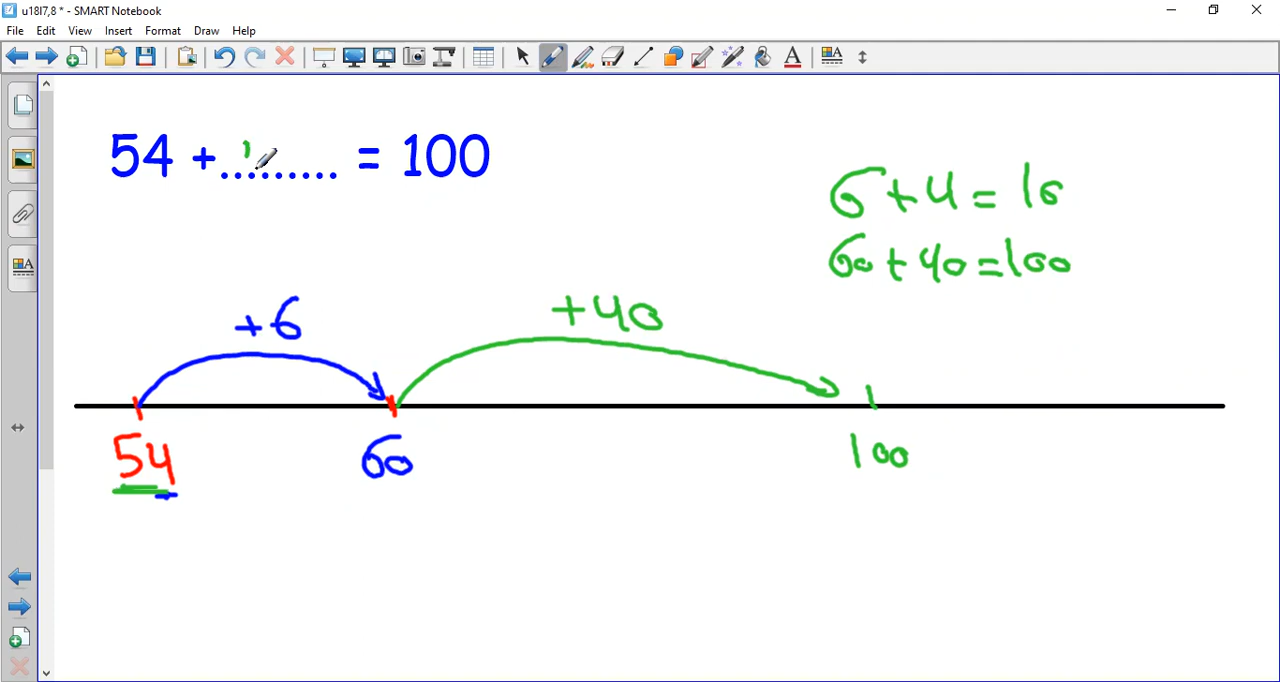 u18l7,8 * - SMART Notebook
File Edit View Insert Format Draw Help
54 + ......... = 100
6 + 4 = 10
60 + 40 = 100
+6 +40
54 60 100